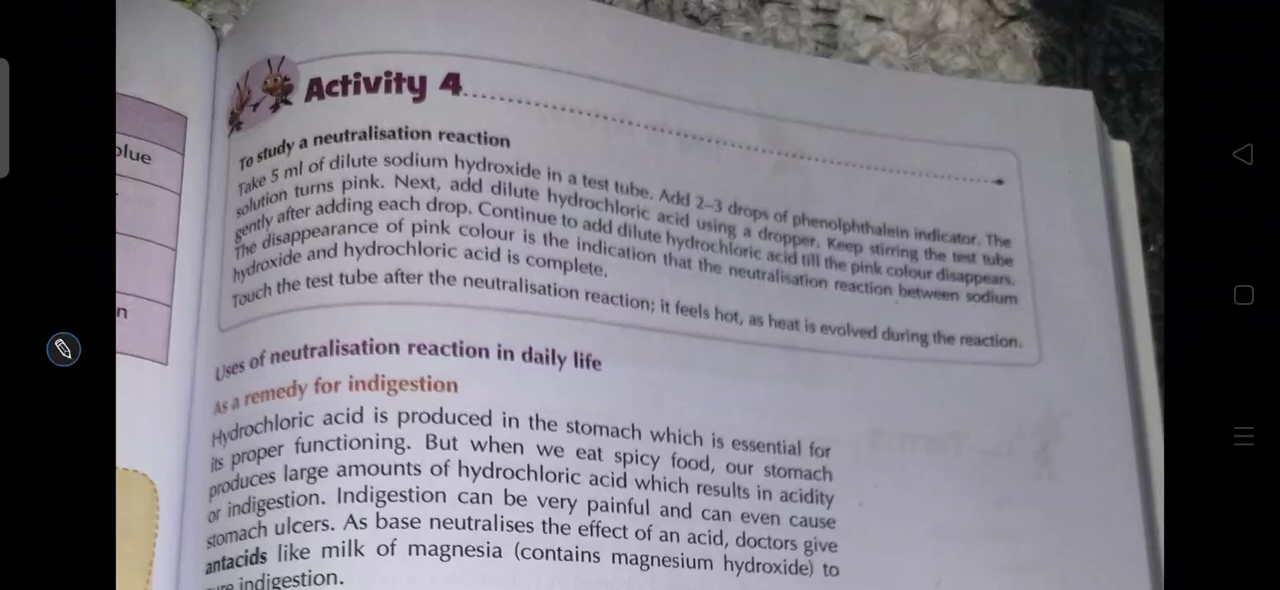 olue
n
Activity 4
To study a neutralisation reaction
Take 5 ml of dilute sodium hydroxide in a test tube. Add 2–3 drops of phenolphthalein indicator. The
solution turns pink. Next, add dilute hydrochloric acid using a dropper. Keep stirring the test tube
gently after adding each drop. Continue to add dilute hydrochloric acid till the pink colour disappears.
The disappearance of pink colour is the indication that the neutralisation reaction between sodium
hydroxide and hydrochloric acid is complete.
Touch the test tube after the neutralisation reaction; it feels hot, as heat is evolved during the reaction.
Uses of neutralisation reaction in daily life
As a remedy for indigestion
Hydrochloric acid is produced in the stomach which is essential for
its proper functioning. But when we eat spicy food, our stomach
produces large amounts of hydrochloric acid which results in acidity
or indigestion. Indigestion can be very painful and can even cause
stomach ulcers. As base neutralises the effect of an acid, doctors give
antacids like milk of magnesia (contains magnesium hydroxide) to
indigestion.